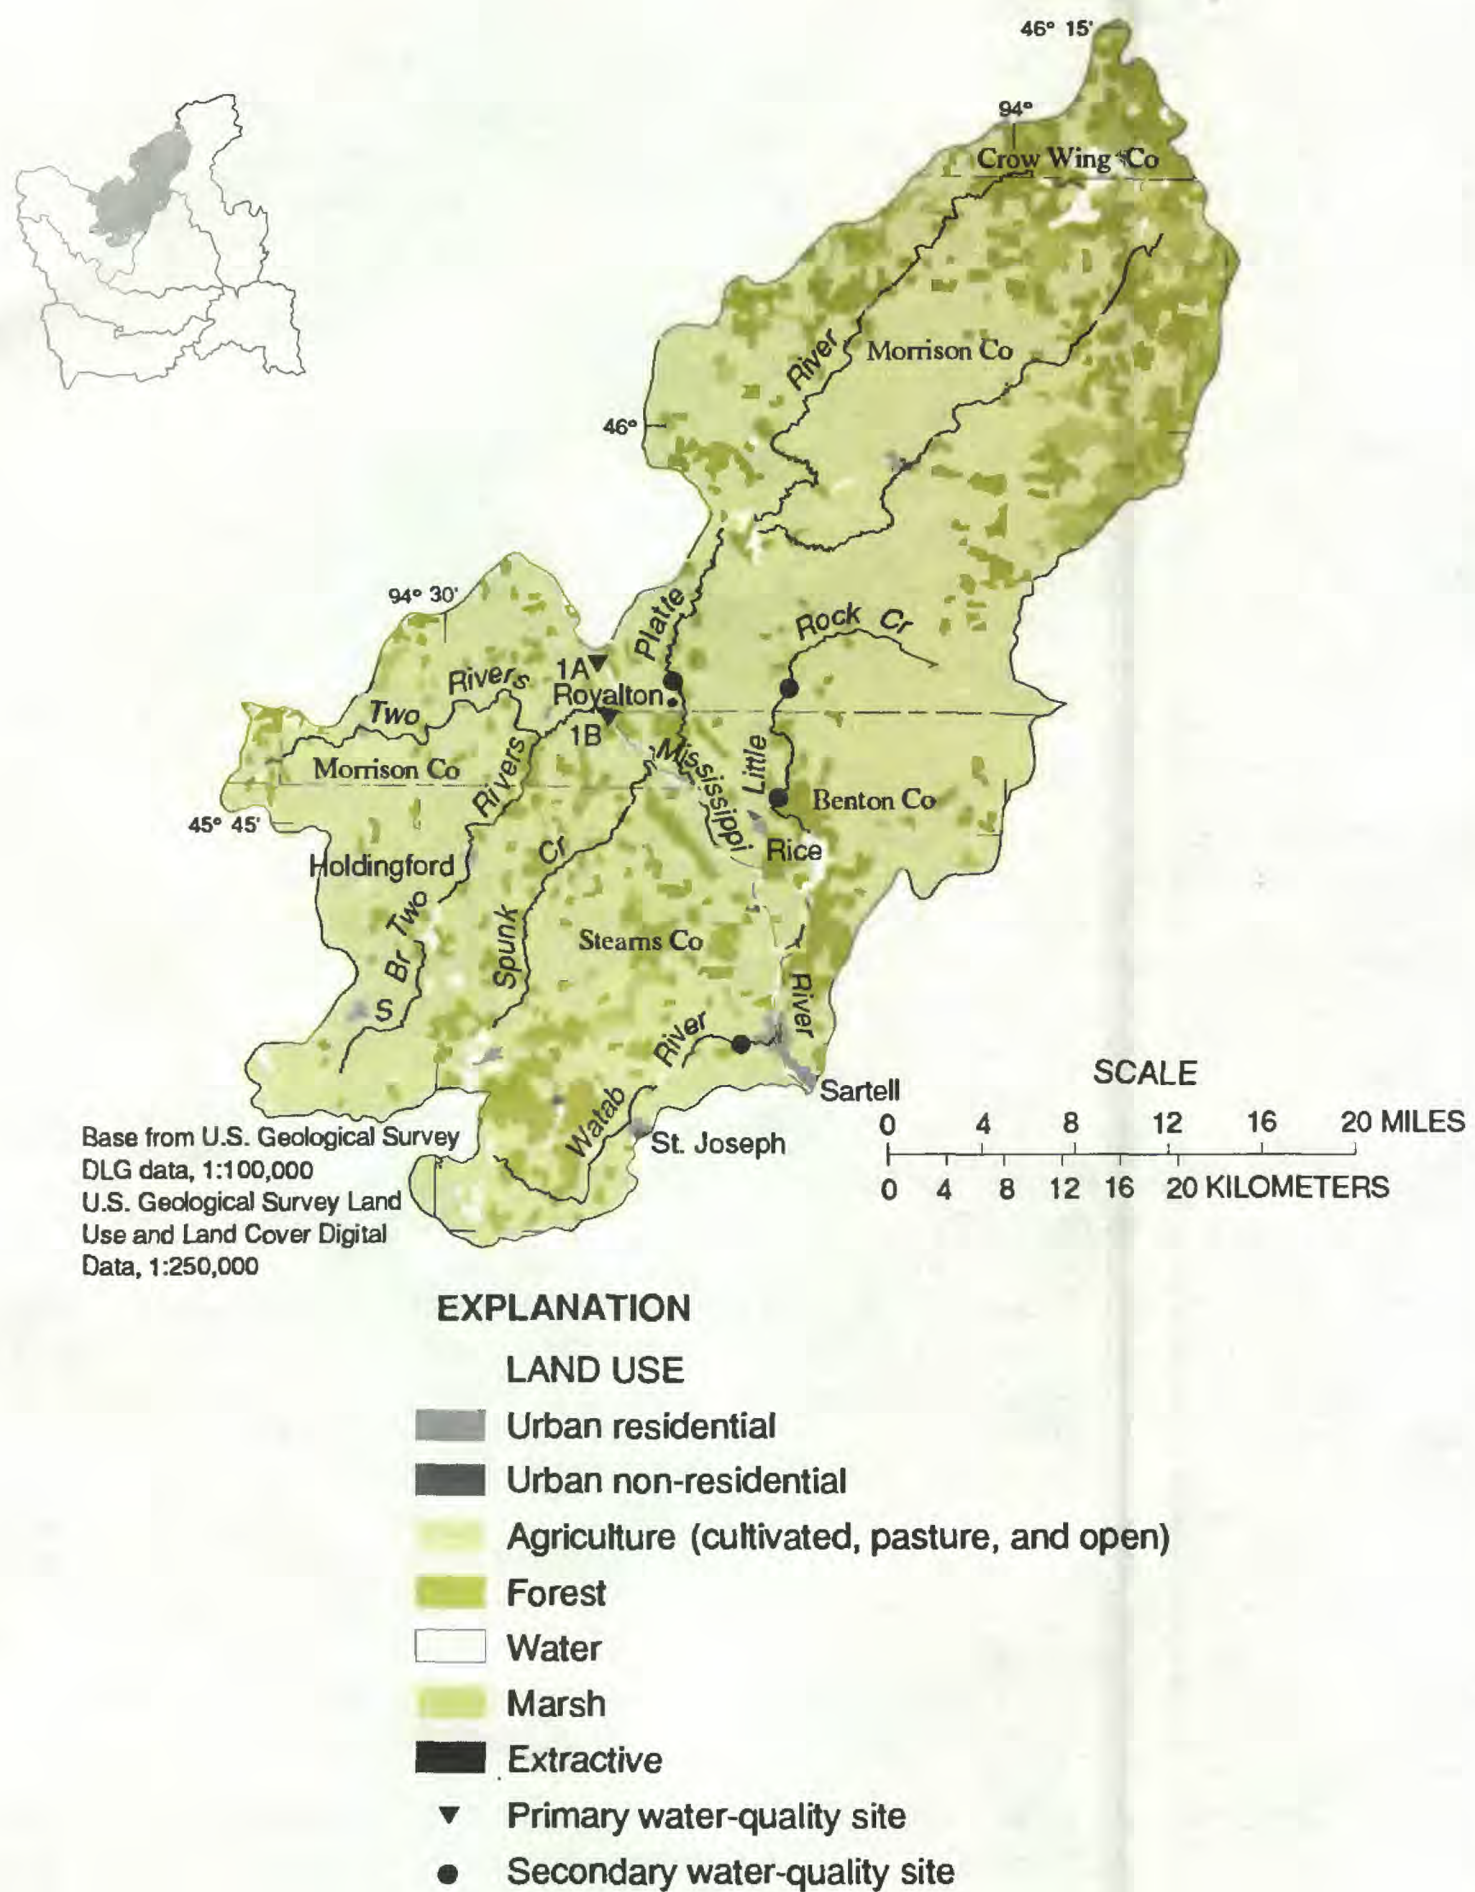 46° 15'
94°
Crow Wing Co
River
Morrison Co
46°
94° 30'
Platte
Rock Cr
1A
Rivers
Royalton
Two
1B
Mississippi
Little
Morrison Co
Rivers
Benton Co
45° 45'
Cr
Rice
Holdingford
Two
Spunk
Stearns Co
Br
River
S
River
SCALE
Sartell
0 4 8 12 16 20 MILES
0 4 8 12 16 20 KILOMETERS
Watab
St. Joseph
Base from U.S. Geological Survey
DLG data, 1:100,000
U.S. Geological Survey Land
Use and Land Cover Digital
Data, 1:250,000
EXPLANATION
LAND USE
Urban residential
Urban non-residential
Agriculture (cultivated, pasture, and open)
Forest
Water
Marsh
Extractive
Primary water-quality site
Secondary water-quality site